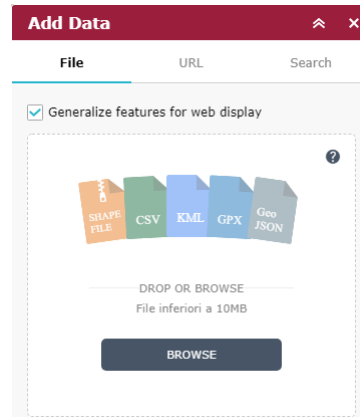 Add Data
File URL Search
Generalize features for web display
?
SHAPE
FILE
CSV
KML
GPX
Geo
JSON
DROP OR BROWSE
File inferiori a 10MB
BROWSE